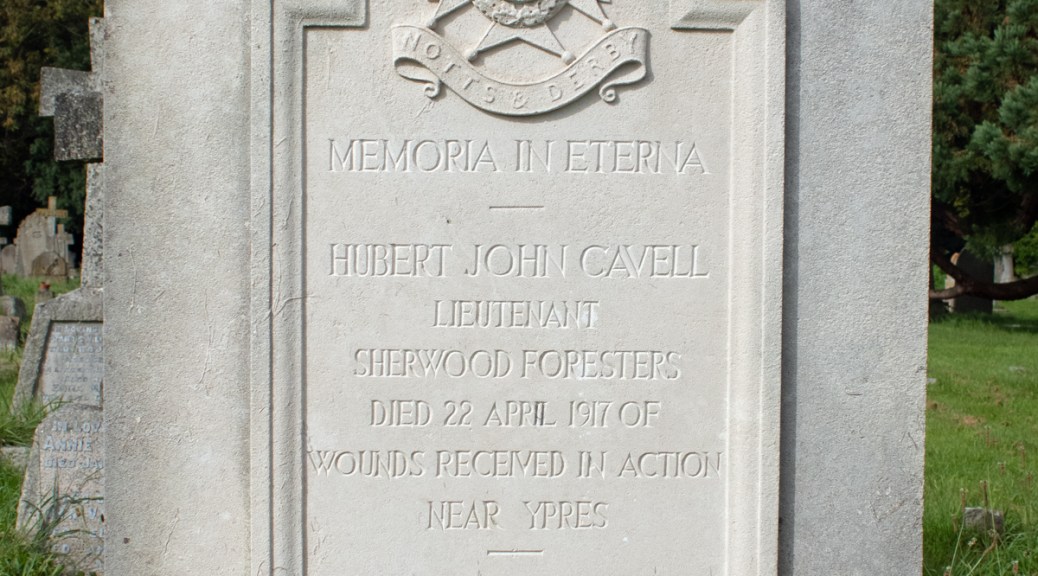 NOTTS & DERBY
MEMORIA IN ETERNA
HUBERT JOHN CAVELL
LIEUTENANT
SHERWOOD FORESTERS
DIED 22 APRIL 1917 OF
WOUNDS RECEIVED IN ACTION
NEAR YPRES
ANNIE